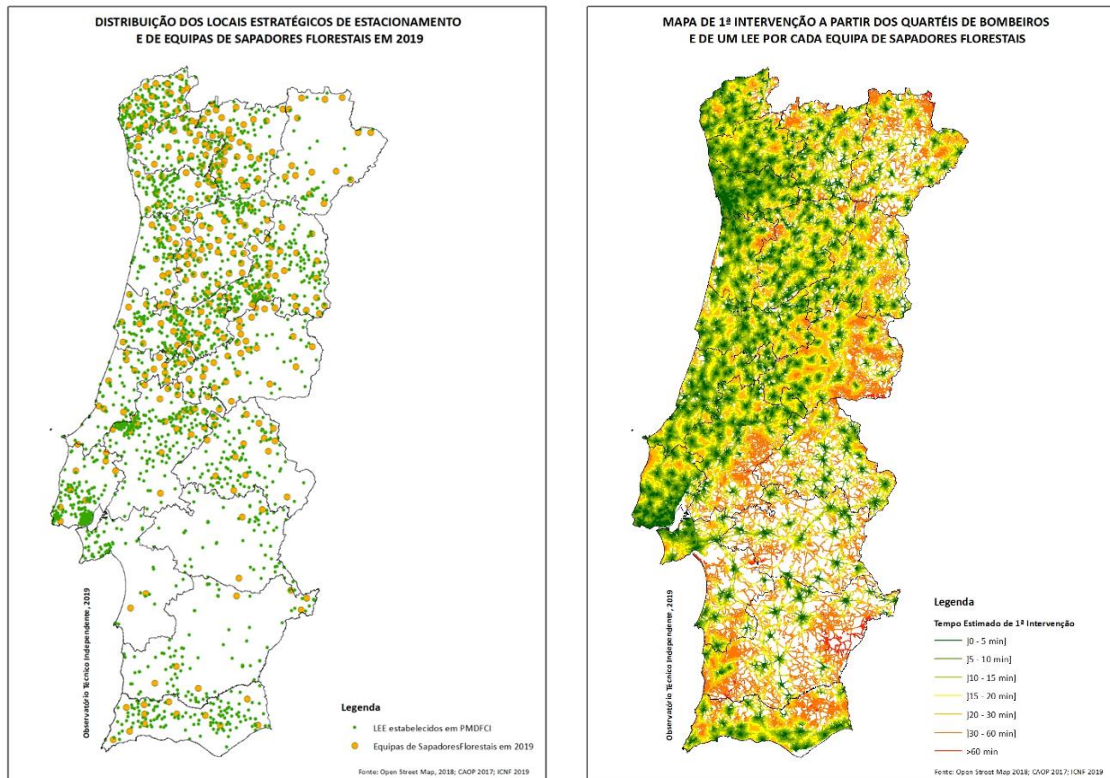 DISTRIBUIÇÃO DOS LOCAIS ESTRATÉGICOS DE ESTACIONAMENTO
E DE EQUIPAS DE SAPADORES FLORESTAIS EM 2019
Observatório Técnico Independente, 2019
Legenda
LEE estabelecidos em PMDFCI
Equipas de SapadoresFlorestais em 2019
Fonte: Open Street Map, 2018; CAOP 2017; ICNF 2019
MAPA DE 1ª INTERVENÇÃO A PARTIR DOS QUARTÉIS DE BOMBEIROS
E DE UM LEE POR CADA EQUIPA DE SAPADORES FLORESTAIS
Observatório Técnico Independente, 2019
Legenda
Tempo Estimado de 1ª Intervenção
]0 - 5 min]
]5 - 10 min]
]10 - 15 min]
]15 - 20 min]
]20 - 30 min]
]30 - 60 min]
>60 min
Fonte: Open Street Map, 2018; CAOP 2017; ICNF 2019